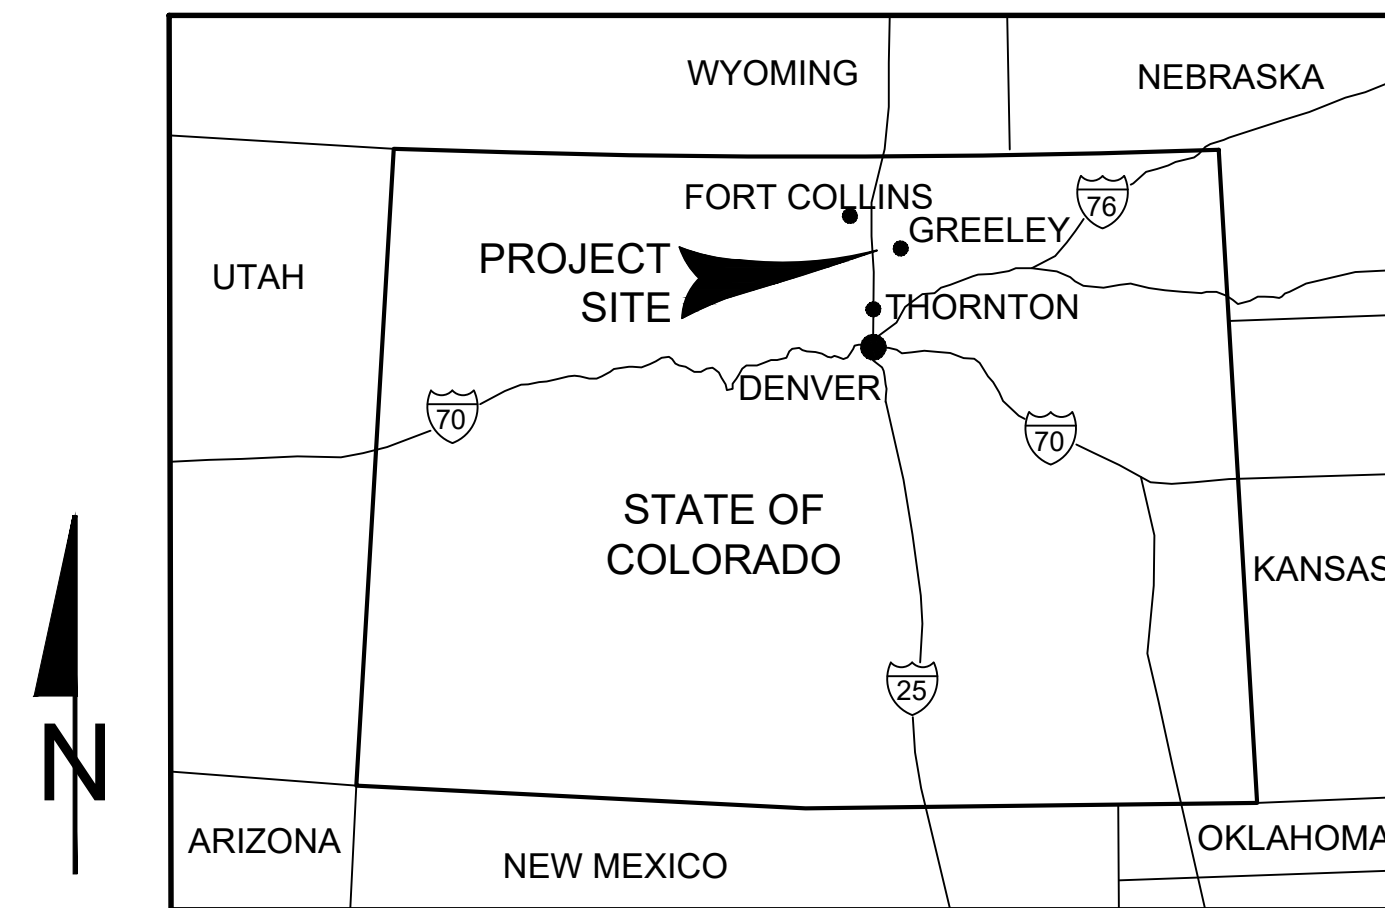 WYOMING
NEBRASKA
FORT COLLINS
76
GREELEY
PROJECT
SITE
UTAH
THORNTON
DENVER
70
70
STATE OF
COLORADO
KANSAS
25
N
ARIZONA
NEW MEXICO
OKLAHOMA